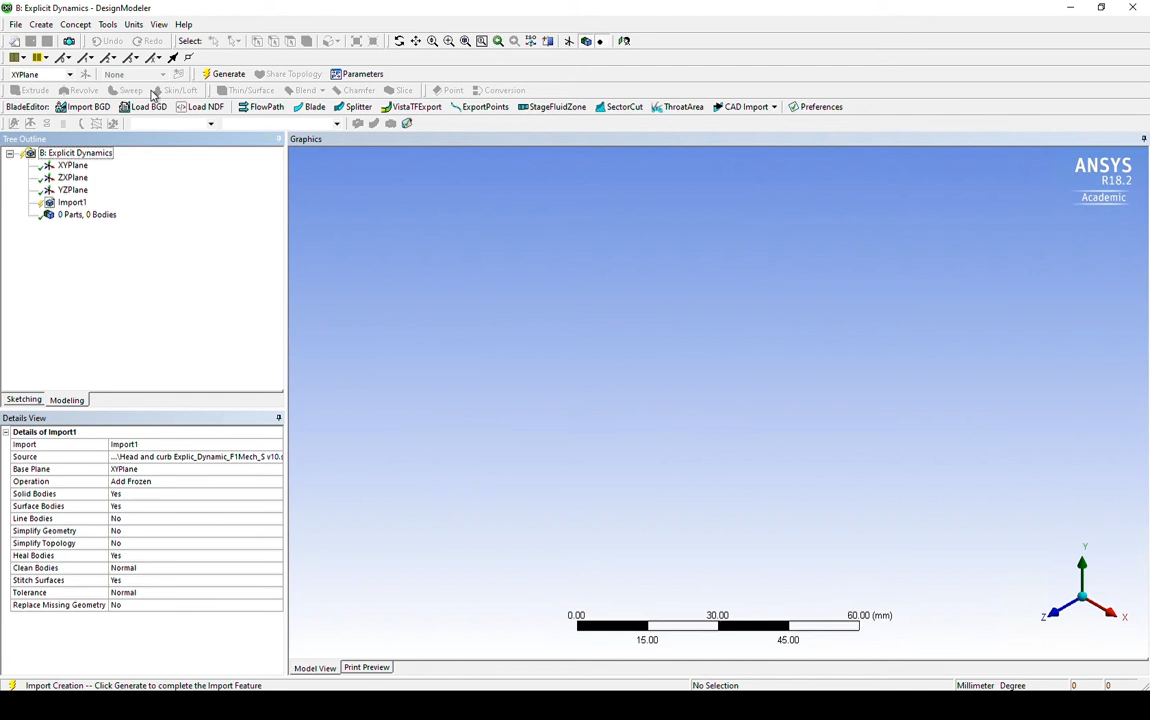 B: Explicit Dynamics - DesignModeler
File Create Concept Tools Units View Help
Undo Redo Select:
XYPlane None Generate Share Topology Parameters
Extrude Revolve Sweep Skin/Loft Thin/Surface Blend Chamfer Slice Point Conversion
BladeEditor: Import BGD Load BGD Load NDF FlowPath Blade Splitter VistaTFExport ExportPoints StageFluidZone SectorCut ThroatArea CAD Import Preferences
Tree Outline
B: Explicit Dynamics
XYPlane
ZXPlane
YZPlane
Import1
0 Parts, 0 Bodies
Sketching Modeling
Details View
Details of Import1
Import Import1
Source ...\Head and curb Explic_Dynamic_F1Mech_S v10.s
Base Plane XYPlane
Operation Add Frozen
Solid Bodies Yes
Surface Bodies Yes
Line Bodies No
Simplify Geometry No
Simplify Topology No
Heal Bodies Yes
Clean Bodies Normal
Stitch Surfaces Yes
Tolerance Normal
Replace Missing Geometry No
Graphics
ANSYS
R18.2
Academic
Y
Z X
0.00 30.00 60.00 (mm)
15.00 45.00
Model View Print Preview
Import Creation -- Click Generate to complete the Import Feature No Selection Millimeter Degree 0 0